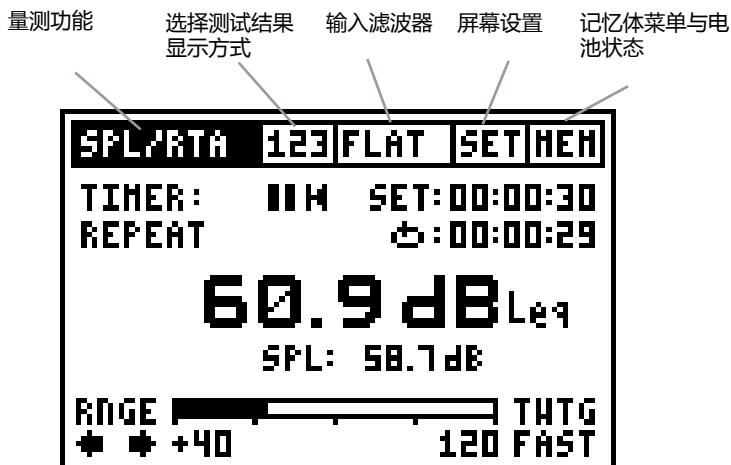 量测功能
选择测试结果
显示方式
输入滤波器
屏幕设置
记忆体菜单与电
池状态
SPL/RTA 123 FLAT SET MEM
TIMER: SET:00:00:30
REPEAT :00:00:29
60.9 dB Leq
SPL: 58.7dB
RNGE TWTG
+40 120 FAST